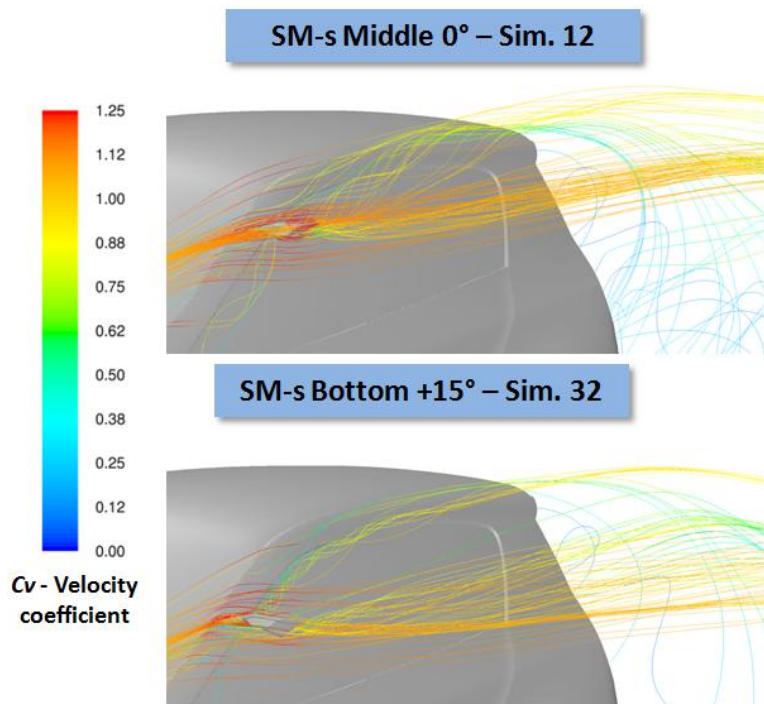 SM-s Middle 0° – Sim. 12
1.25
1.12
1.00
0.88
0.75
0.62
0.50
0.38
0.25
0.12
0.00
Cv - Velocity
coefficient
SM-s Bottom +15° – Sim. 32